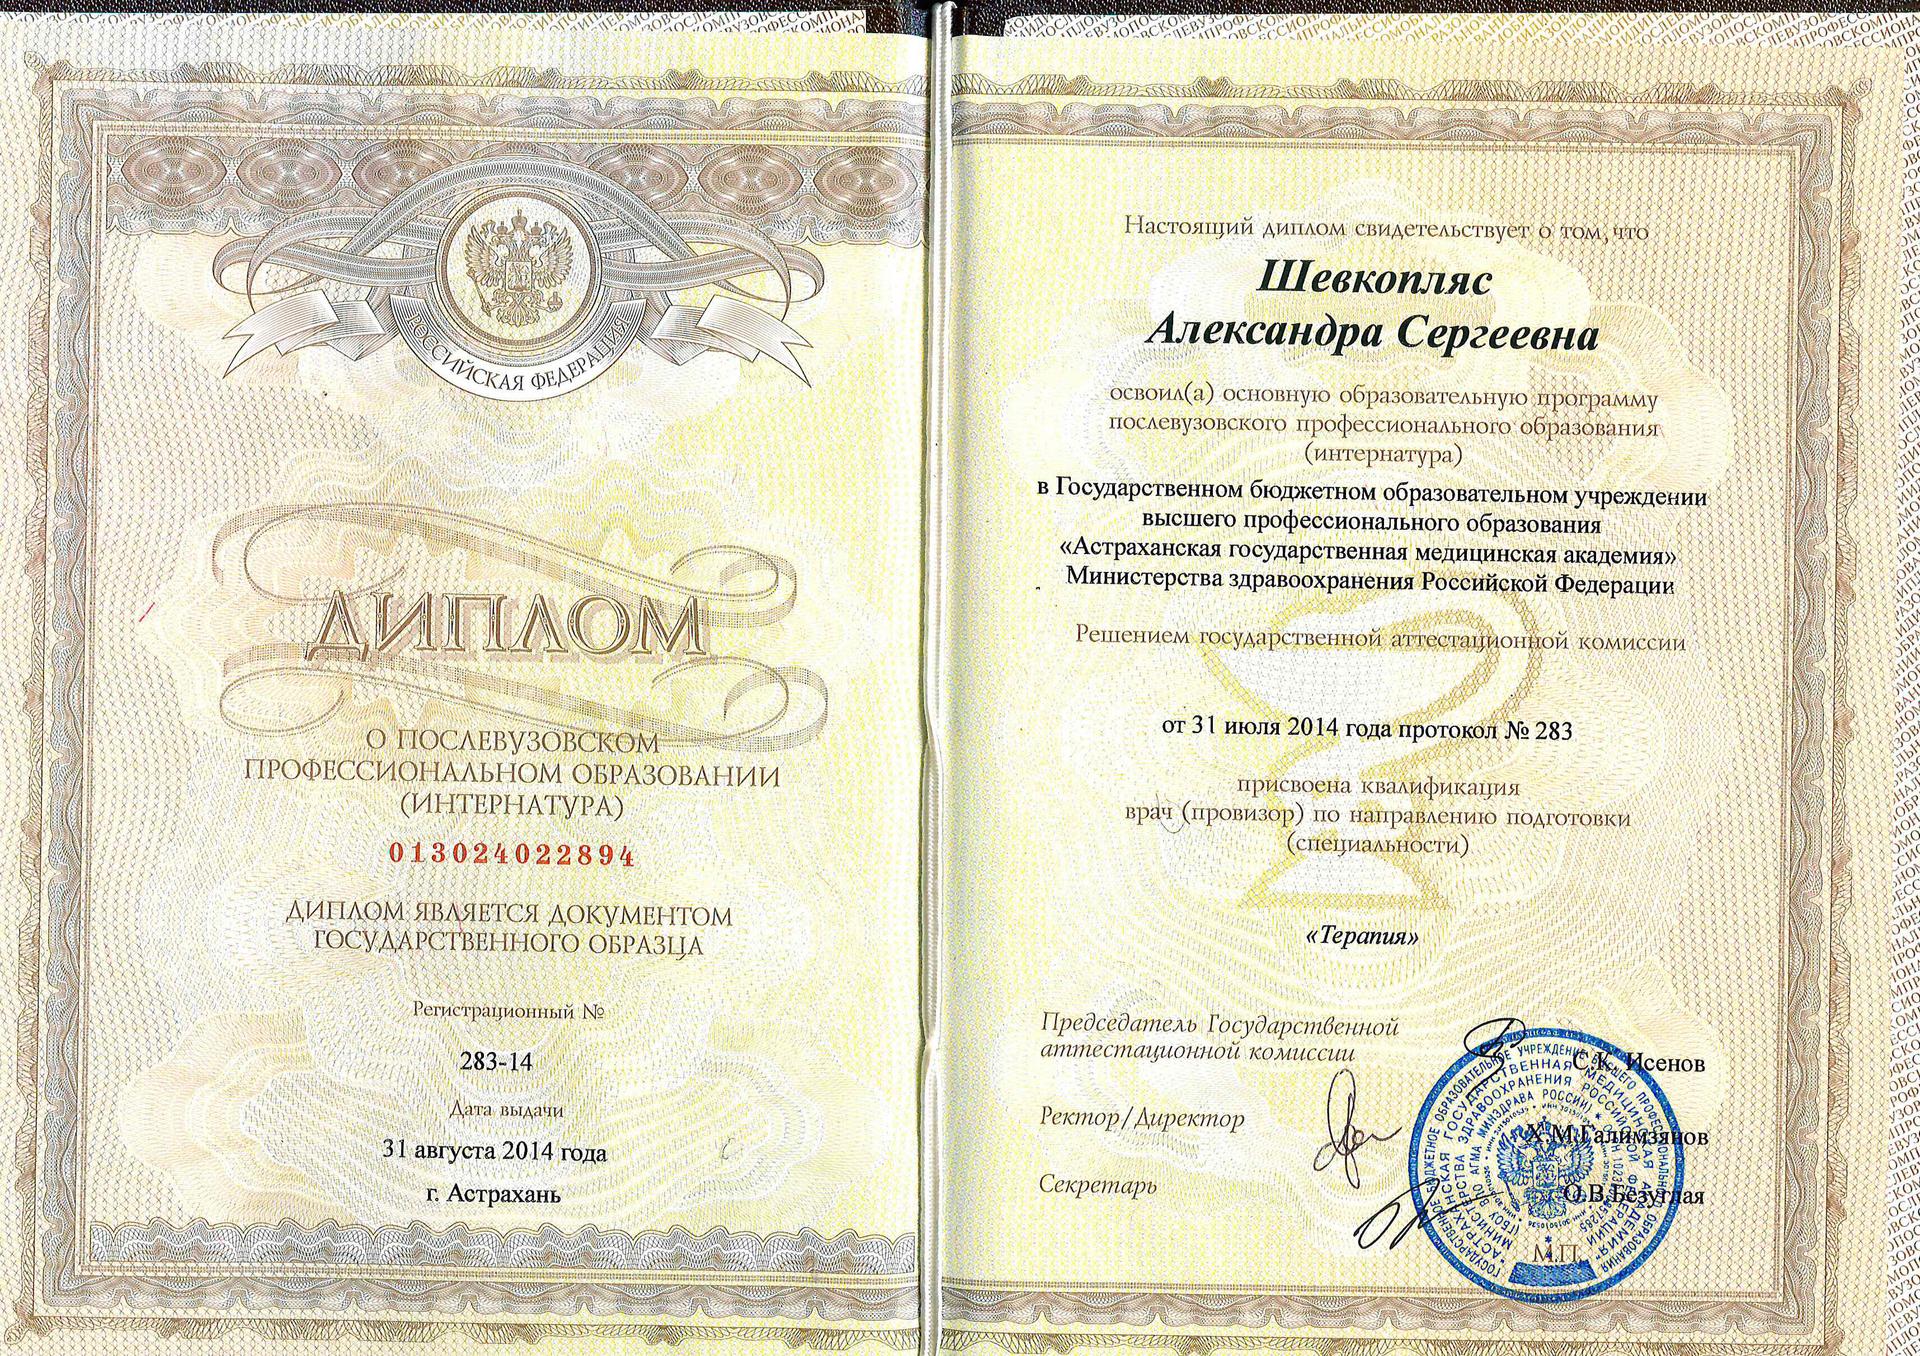 РОССИЙСКАЯ ФЕДЕРАЦИЯ
ДИПЛОМ
О ПОСЛЕВУЗОВСКОМ
ПРОФЕССИОНАЛЬНОМ ОБРАЗОВАНИИ
(ИНТЕРНАТУРА)
013024022894
ДИПЛОМ ЯВЛЯЕТСЯ ДОКУМЕНТОМ
ГОСУДАРСТВЕННОГО ОБРАЗЦА
Регистрационный №
283-14
Дата выдачи
31 августа 2014 года
г. Астрахань
Настоящий диплом свидетельствует о том, что
Шевкопляс
Александра Сергеевна
освоил(а) основную образовательную программу
послевузовского профессионального образования
(интернатура)
в Государственном бюджетном образовательном учреждении
высшего профессионального образования
«Астраханская государственная медицинская академия»
Министерства здравоохранения Российской Федерации
Решением государственной аттестационной комиссии
от 31 июля 2014 года протокол № 283
присвоена квалификация
врач (провизор) по направлению подготовки
(специальности)
«Терапия»
Председатель Государственной
аттестационной комиссии
С.К. Исенов
Ректор/Директор
Х.М.Галимзянов
Секретарь
О.В.Безуглая
М.П.